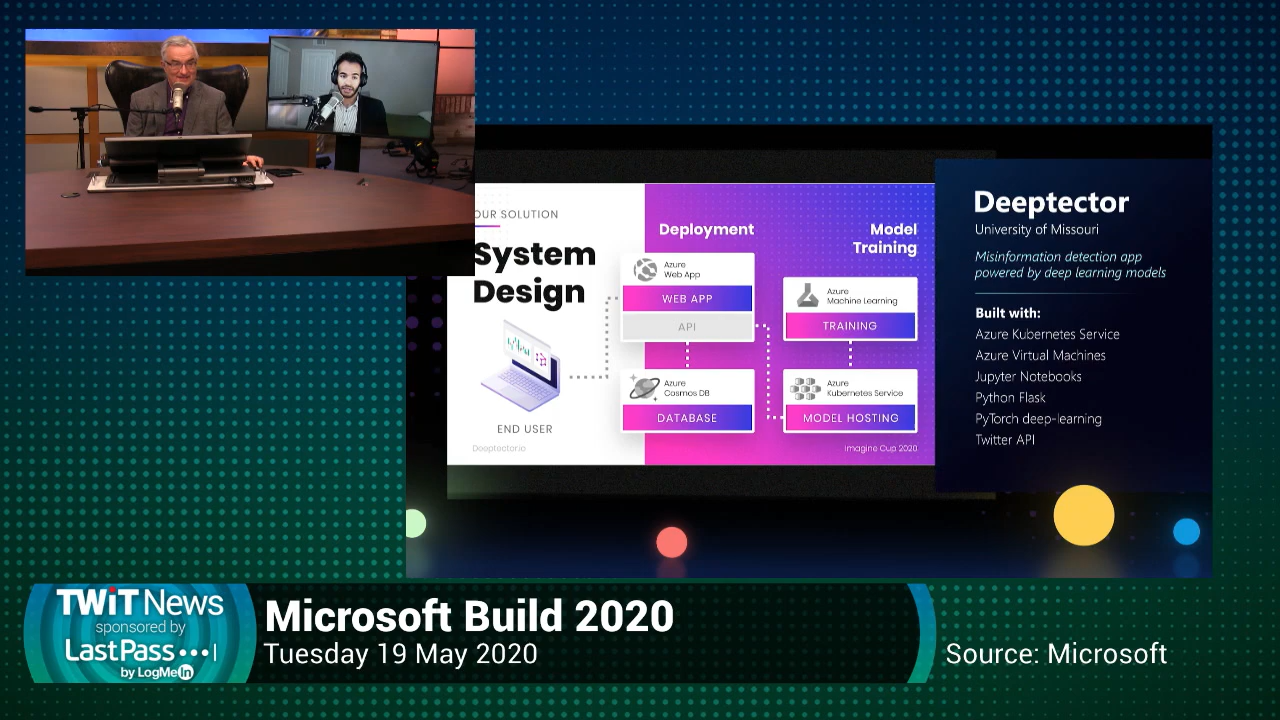 OUR SOLUTION
System
Design
END USER
Deeptector.io
Deployment
Model
Training
Azure
Web App
WEB APP
API
Azure
Cosmos DB
DATABASE
Azure
Machine Learning
TRAINING
Azure
Kubernetes Service
MODEL HOSTING
Imagine Cup 2020
Deeptector
University of Missouri
Misinformation detection app
powered by deep learning models
Built with:
Azure Kubernetes Service
Azure Virtual Machines
Jupyter Notebooks
Python Flask
PyTorch deep-learning
Twitter API
TWiT News
sponsored by
LastPass•••|
by LogMeIn
Microsoft Build 2020
Tuesday 19 May 2020
Source: Microsoft